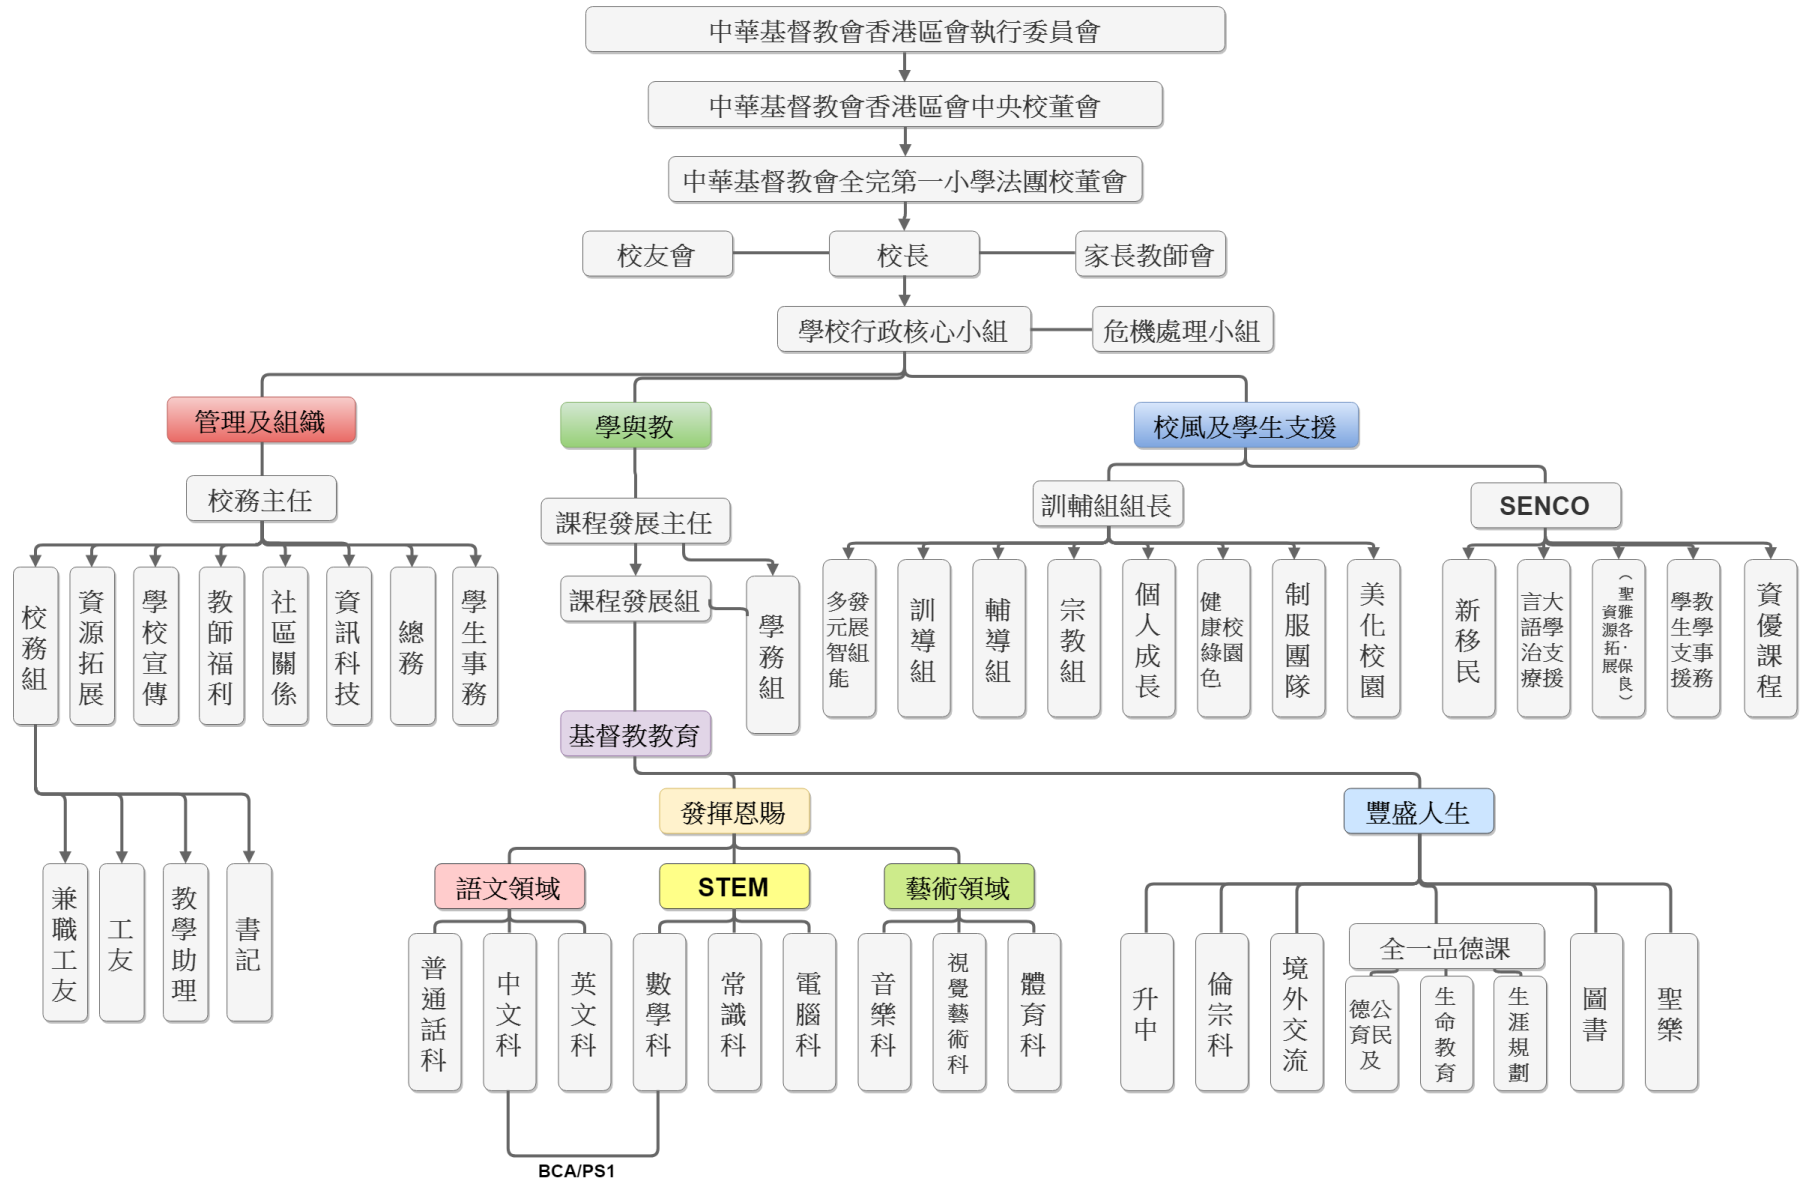 中華基督教會香港區會執行委員會
中華基督教會香港區會中央校董會
中華基督教會全完第一小學法團校董會
校友會
校長
家長教師會
學校行政核心小組
危機處理小組
管理及組織
學與教
校風及學生支援
校務主任
課程發展主任
訓輔組組長
SENCO
校務組
資源拓展
學校宣傳
教師福利
社區關係
資訊科技
總務
學生事務
課程發展組
學務組
多元智能
發展組
訓導組
輔導組
宗教組
個人成長
健康綠色
校園
制服團隊
美化校園
新移民
言語治療
大學支援
資源拓展
（聖雅各·保良）
學生支援
教學事務
資優課程
基督教教育
發揮恩賜
豐盛人生
兼職工友
工友
教學助理
書記
語文領域
STEM
藝術領域
普通話科
中文科
英文科
數學科
常識科
電腦科
音樂科
視覺藝術科
體育科
升中
倫宗科
境外交流
全一品德課
德育及
公民
生命教育
生涯規劃
圖書
聖樂
BCA/PS1